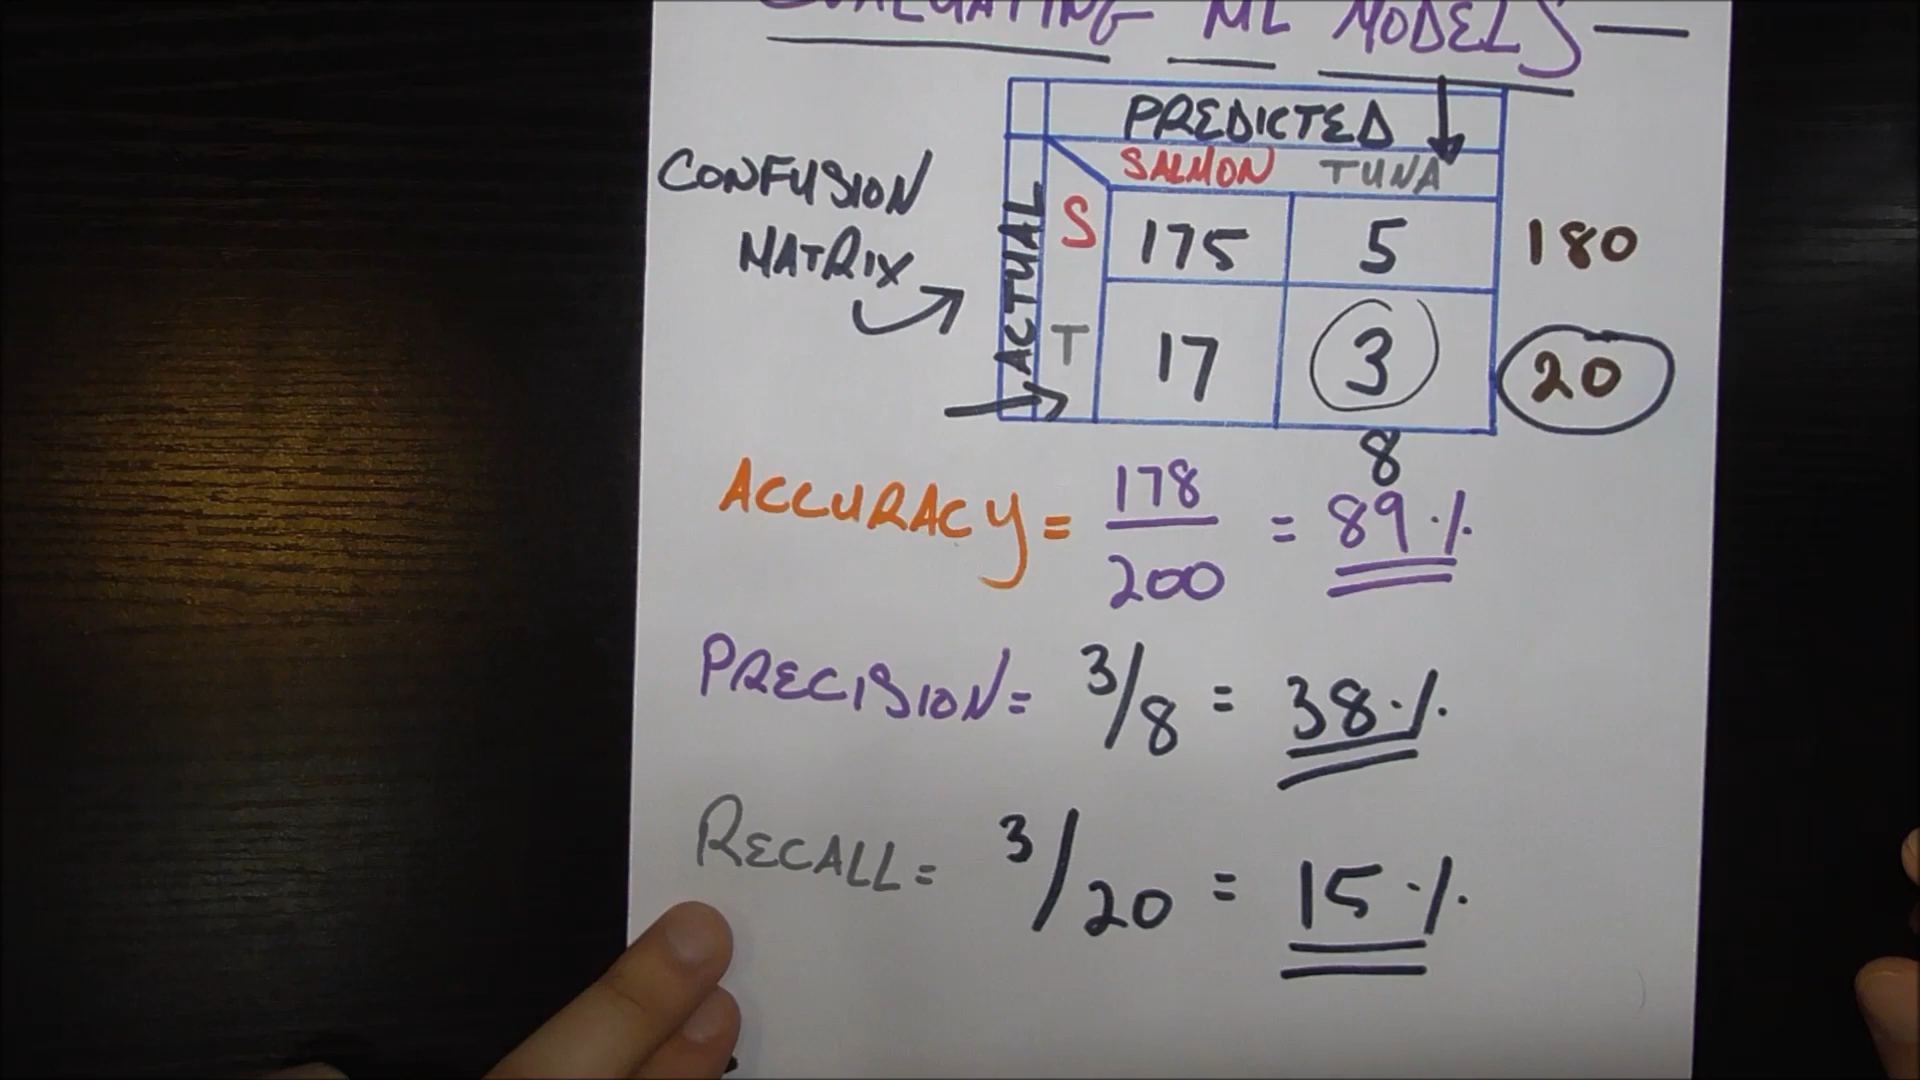 EVALUATING ML MODELS
PREDICTED
SALMON TUNA
CONFUSION
MATRIX
ACTUAL
S 175 5 180
T 17 3 20
8
ACCURACY = 178/200 = 89%
PRECISION = 3/8 = 38%
RECALL = 3/20 = 15%